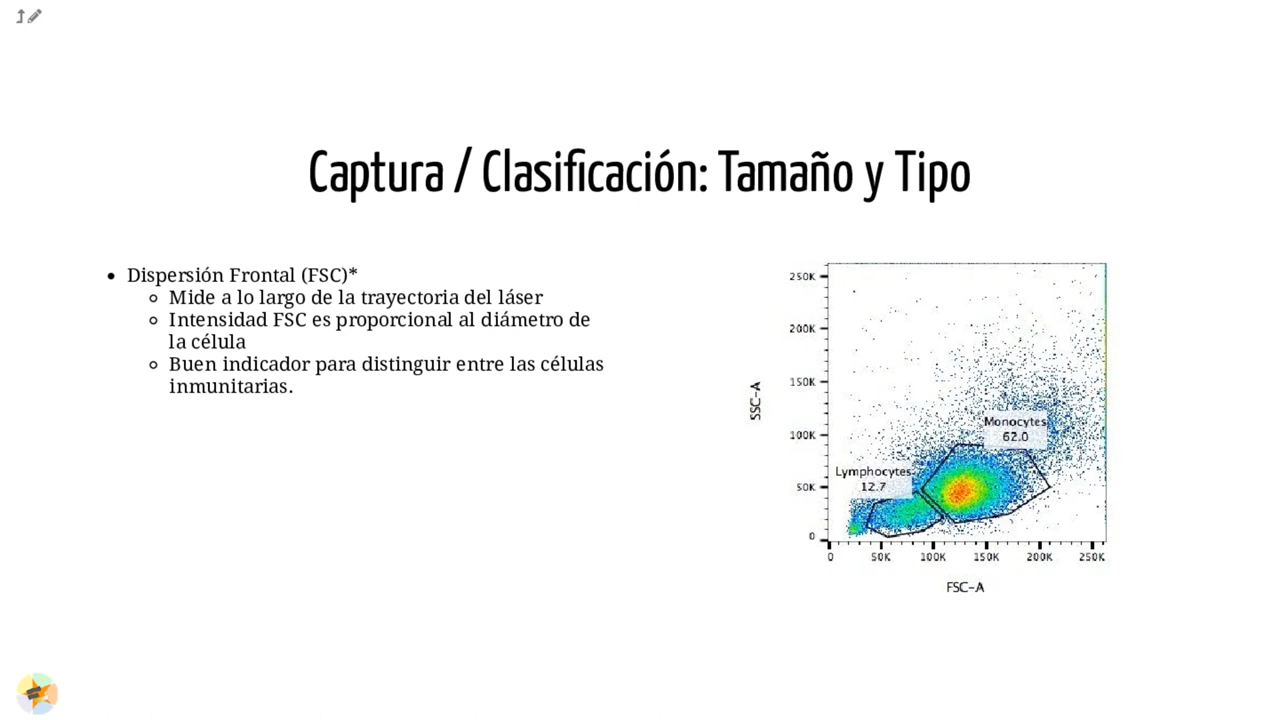 Captura / Clasificación: Tamaño y Tipo
Dispersión Frontal (FSC)*
Mide a lo largo de la trayectoria del láser
Intensidad FSC es proporcional al diámetro de
la célula
Buen indicador para distinguir entre las células
inmunitarias.
250K
200K
150K
100K
50K
0
SSC-A
Monocytes
62.0
Lymphocytes
12.7
0 50K 100K 150K 200K 250K
FSC-A